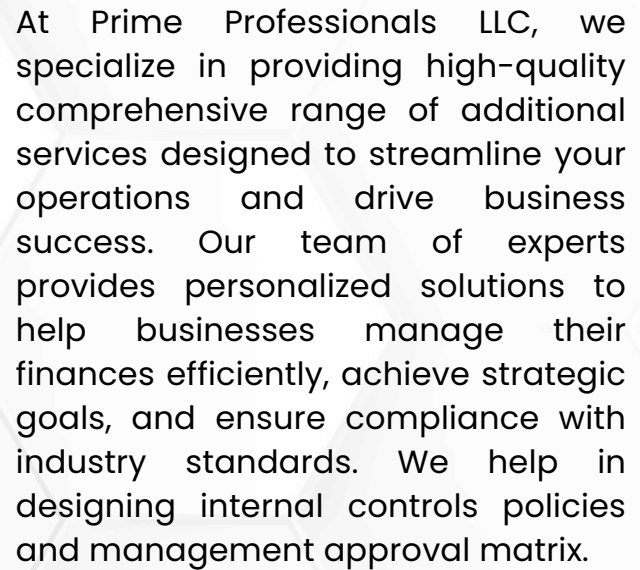 At Prime Professionals LLC, we
specialize in providing high-quality
comprehensive range of additional
services designed to streamline your
operations and drive business
success. Our team of experts
provides personalized solutions to
help businesses manage their
finances efficiently, achieve strategic
goals, and ensure compliance with
industry standards. We help in
designing internal controls policies
and management approval matrix.